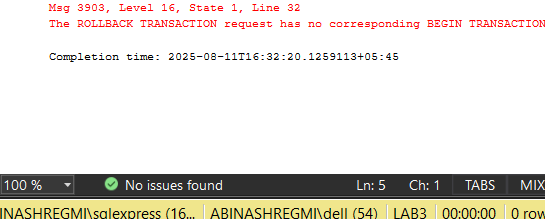 Msg 3903, Level 16, State 1, Line 32
The ROLLBACK TRANSACTION request has no corresponding BEGIN TRANSACTION
Completion time: 2025-08-11T16:32:20.1259113+05:45
100 % No issues found Ln: 5 Ch: 1 TABS MIX
INASHREGMI\sqlexpress (16... ABINASHREGMI\dell (54) LAB3 00:00:00 0 row